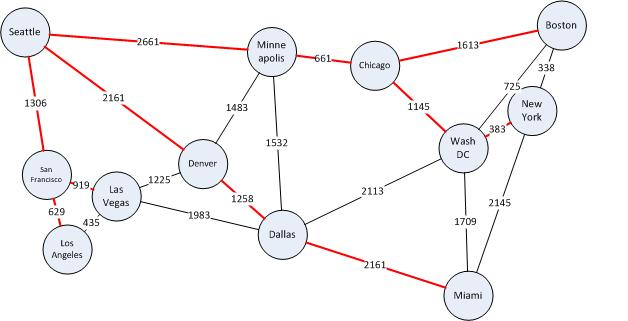 Boston
Seattle
2661
Minne
apolis
661
1613
Chicago
338
725
1306
2161
1483
1145
New
York
383
1532
Wash
DC
Denver
San
Francisco
919
1225
Las
Vegas
1258
2113
629
435
1983
1709
2145
Los
Angeles
Dallas
2161
Miami